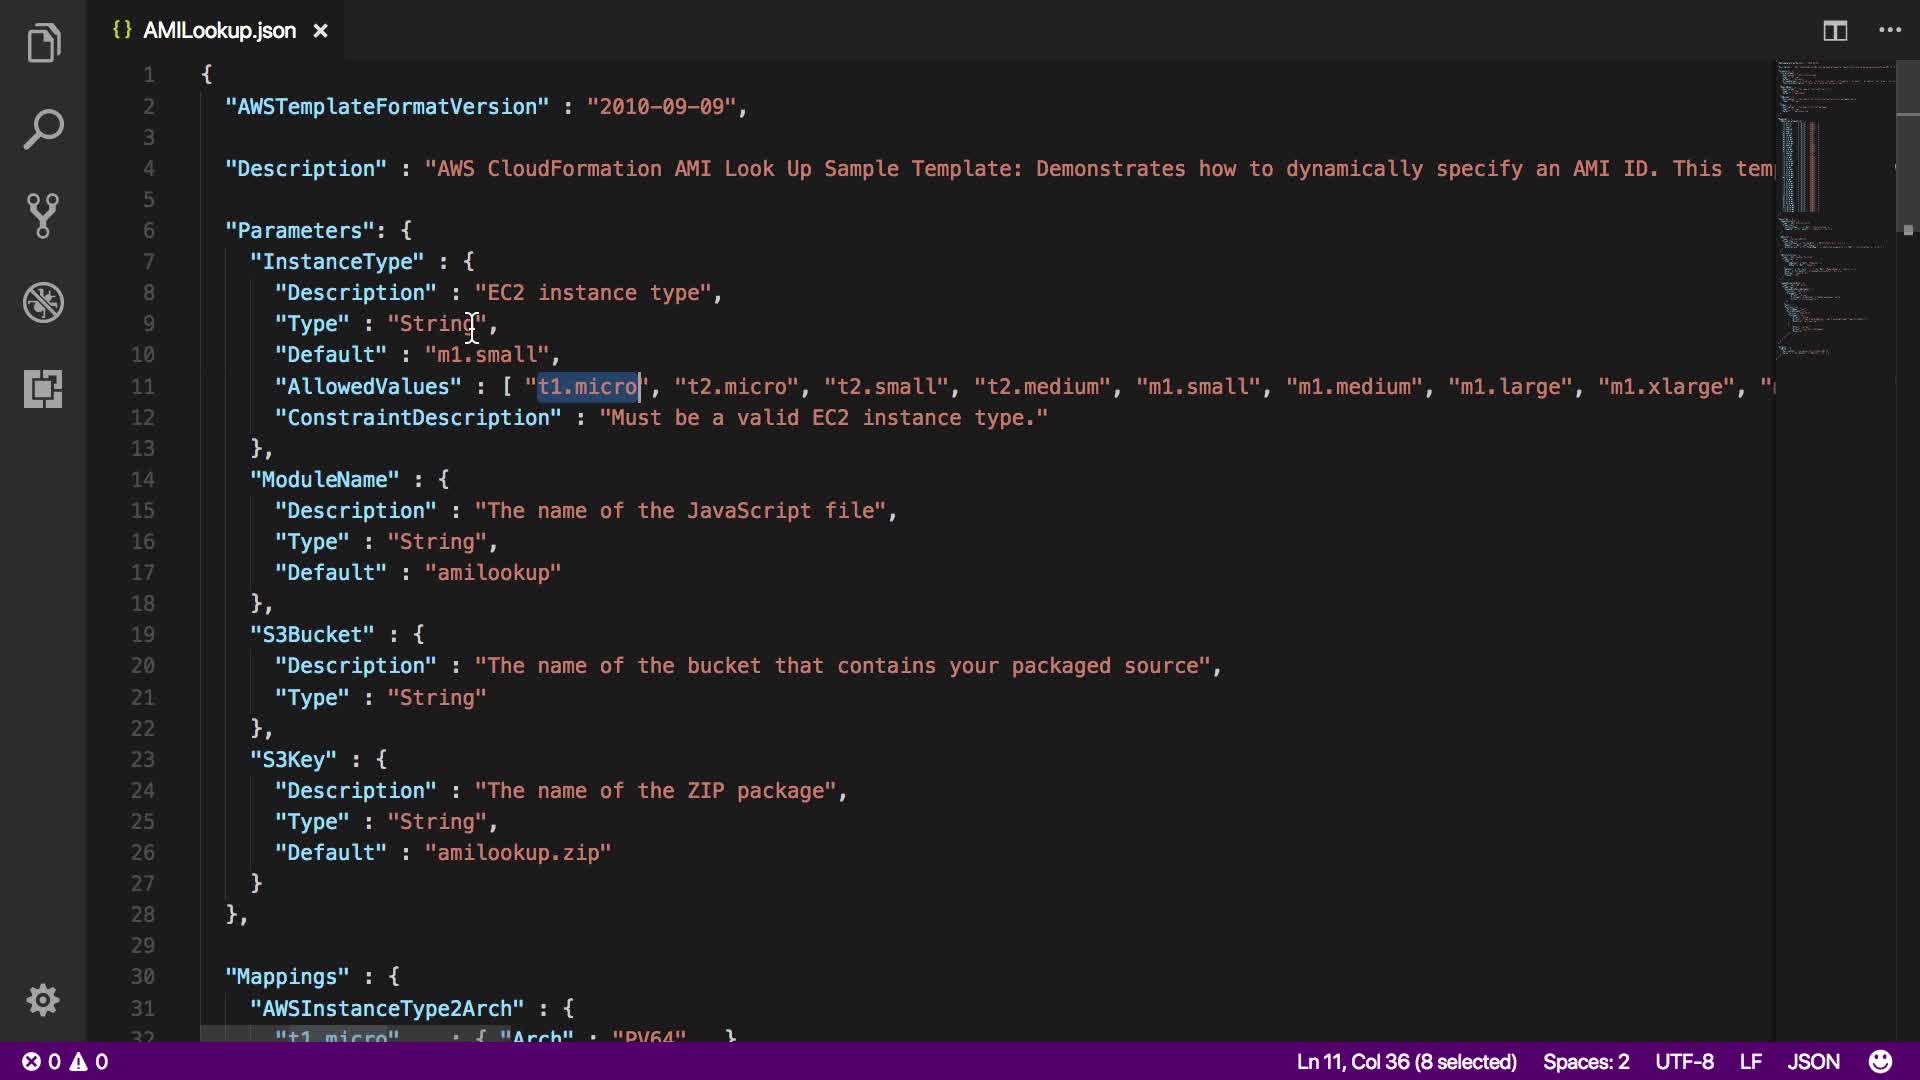 {} AMILookup.json ×
1 {
2 "AWSTemplateFormatVersion" : "2010-09-09",
3
4 "Description" : "AWS CloudFormation AMI Look Up Sample Template: Demonstrates how to dynamically specify an AMI ID. This tem
5
6 "Parameters": {
7 "InstanceType" : {
8 "Description" : "EC2 instance type",
9 "Type" : "String",
10 "Default" : "m1.small",
11 "AllowedValues" : [ "t1.micro", "t2.micro", "t2.small", "t2.medium", "m1.small", "m1.medium", "m1.large", "m1.xlarge", "
12 "ConstraintDescription" : "Must be a valid EC2 instance type."
13 },
14 "ModuleName" : {
15 "Description" : "The name of the JavaScript file",
16 "Type" : "String",
17 "Default" : "amilookup"
18 },
19 "S3Bucket" : {
20 "Description" : "The name of the bucket that contains your packaged source",
21 "Type" : "String"
22 },
23 "S3Key" : {
24 "Description" : "The name of the ZIP package",
25 "Type" : "String",
26 "Default" : "amilookup.zip"
27 }
28 },
29
30 "Mappings" : {
31 "AWSInstanceType2Arch" : {
32 "t1.micro" : { "Arch" : "PV64" }
0 0 Ln 11, Col 36 (8 selected) Spaces: 2 UTF-8 LF JSON